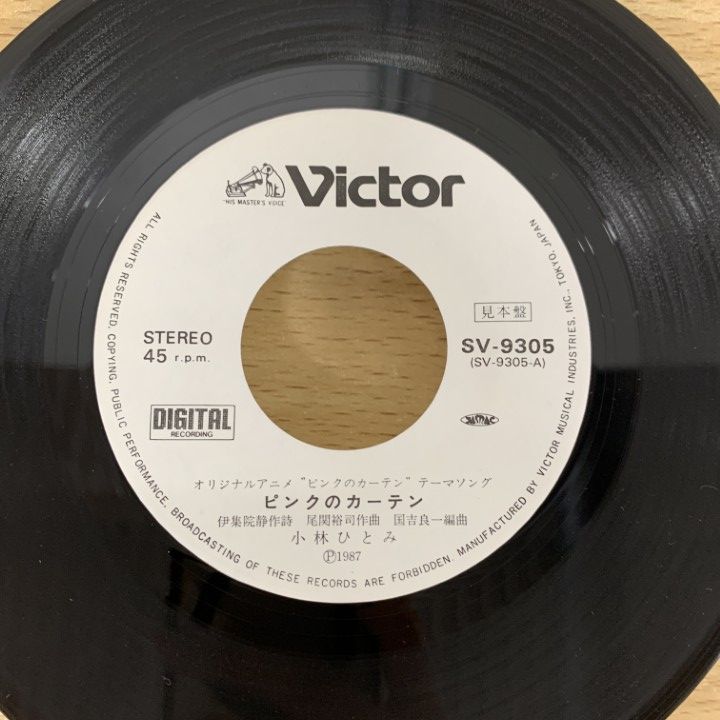 Victor
"HIS MASTER'S VOICE"
見本盤
STEREO
45 r.p.m.
SV-9305
(SV-9305-A)
DIGITAL
RECORDING
オリジナルアニメ"ピンクのカーテン"テーマソング
ピンクのカーテン
伊集院静作詩 尾関裕司作曲 国吉良一編曲
小林ひとみ
Ⓟ1987
ALL RIGHTS RESERVED, COPYING, PUBLIC PERFORMANCE, BROADCASTING OF THESE RECORDS ARE FORBIDDEN. MANUFACTURED BY VICTOR MUSICAL INDUSTRIES, INC., TOKYO, JAPAN